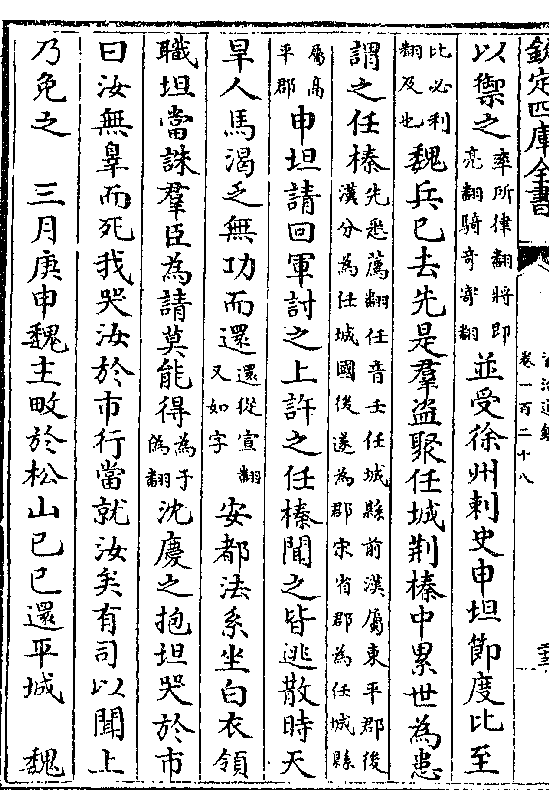 欽定四庫全書
卷一百二十八
以禦之率所律翻將即亮翻騎奇寄翻並受徐州刺史申坦節度比至
比必利翻及也魏兵已去先是羣盜聚任城荆榛中累世為患
謂之任榛先悉薦翻任音壬任城縣前漢屬東平郡後漢分為任城國後遂為郡宋省郡為任城縣
屬高平郡申坦請回軍討之上許之任榛聞之皆逃散時天
旱人馬渇乏無功而還還從宣翻又如字安都法系坐白衣領
職坦當誅羣臣為請莫能得為于偽翻沈慶之抱坦哭於市
曰汝無辠而死我哭汝於市行當就汝矣有司以聞上
乃免之 三月庚申魏主畋於松山己巳還平城 魏